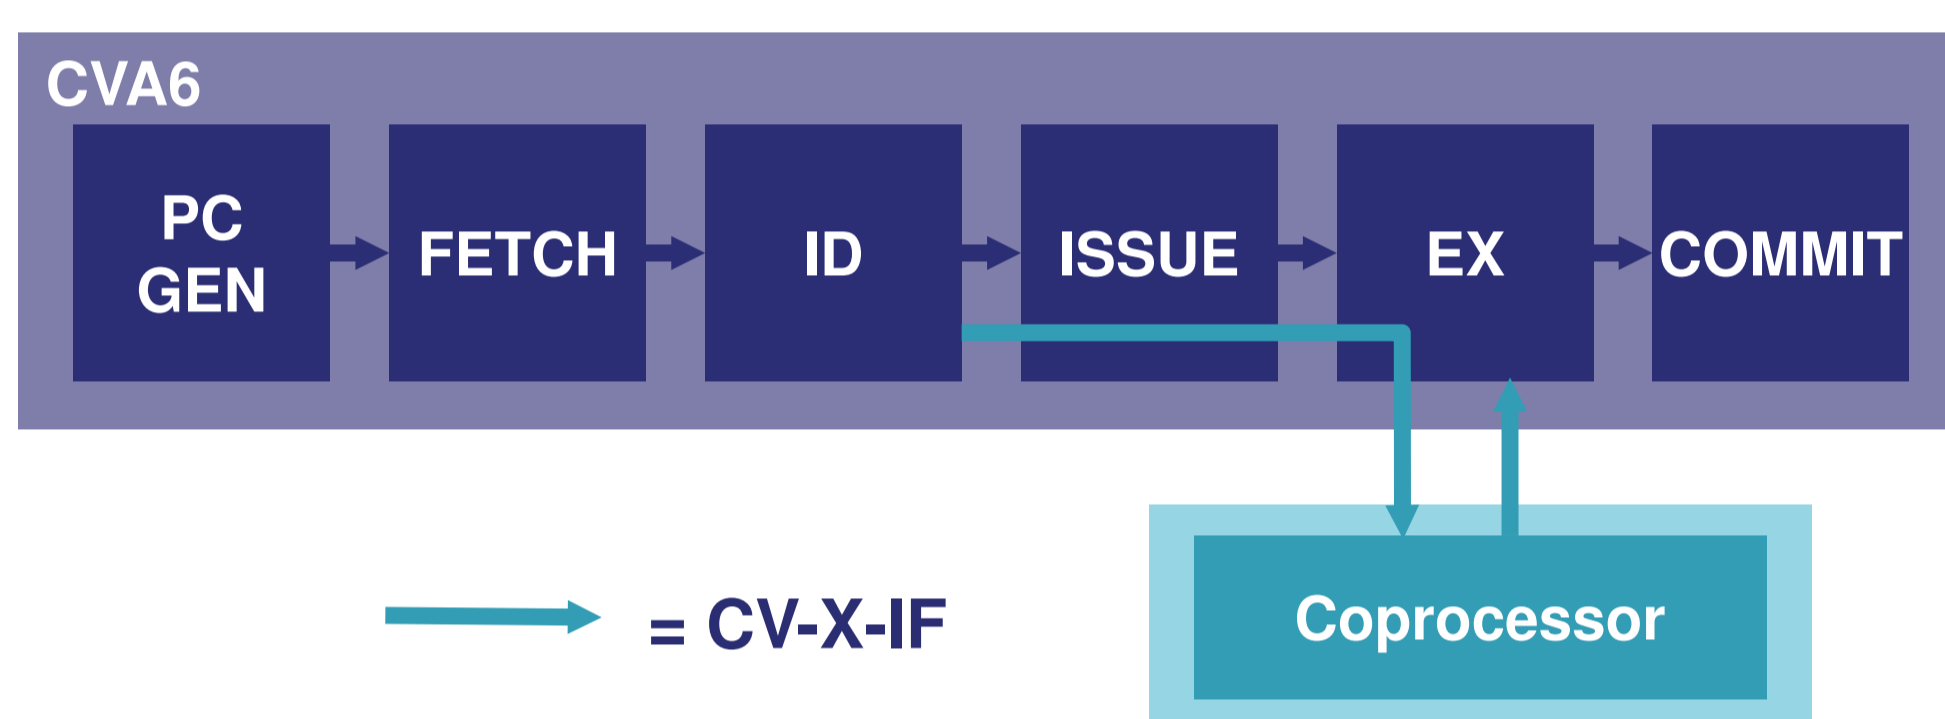 CVA6
PC
GEN
FETCH
ID
ISSUE
EX
COMMIT
= CV-X-IF
Coprocessor